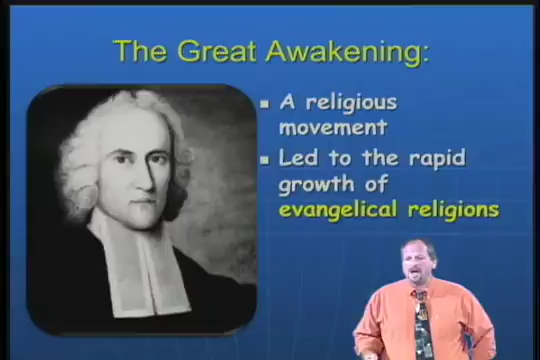 The Great Awakening:
A religious
movement
Led to the rapid
growth of
evangelical religions